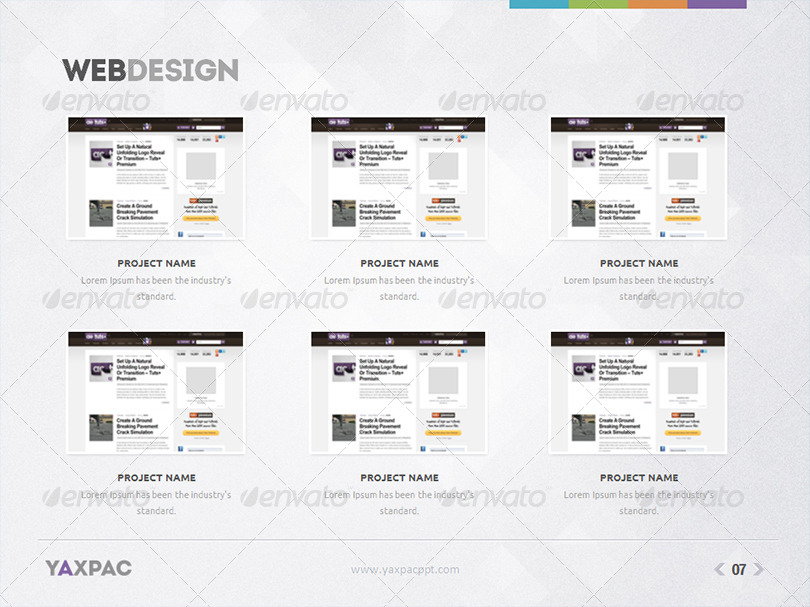 WEBDESIGN
envato envato envato envato
Set Up A Natural
Unfolding Logo Reveal
Or Transition – Tuts+
Premium
Create A Ground
Breaking Pavement
Crack Simulation
Set Up A Natural
Unfolding Logo Reveal
Or Transition – Tuts+
Premium
Create A Ground
Breaking Pavement
Crack Simulation
Set Up A Natural
Unfolding Logo Reveal
Or Transition – Tuts+
Premium
Create A Ground
Breaking Pavement
Crack Simulation
PROJECT NAME PROJECT NAME PROJECT NAME
Lorem Ipsum has been the industry's Lorem Ipsum has been the industry's Lorem Ipsum has been the industry's
standard. standard. standard.
envato envato envato envato
Set Up A Natural
Unfolding Logo Reveal
Or Transition – Tuts+
Premium
Create A Ground
Breaking Pavement
Crack Simulation
Set Up A Natural
Unfolding Logo Reveal
Or Transition – Tuts+
Premium
Create A Ground
Breaking Pavement
Crack Simulation
Set Up A Natural
Unfolding Logo Reveal
Or Transition – Tuts+
Premium
Create A Ground
Breaking Pavement
Crack Simulation
PROJECT NAME PROJECT NAME PROJECT NAME
Lorem Ipsum has been the industry's Lorem Ipsum has been the industry's Lorem Ipsum has been the industry's
standard. standard. standard.
envato envato envato envato
YAXPAC www.yaxpacppt.com 07